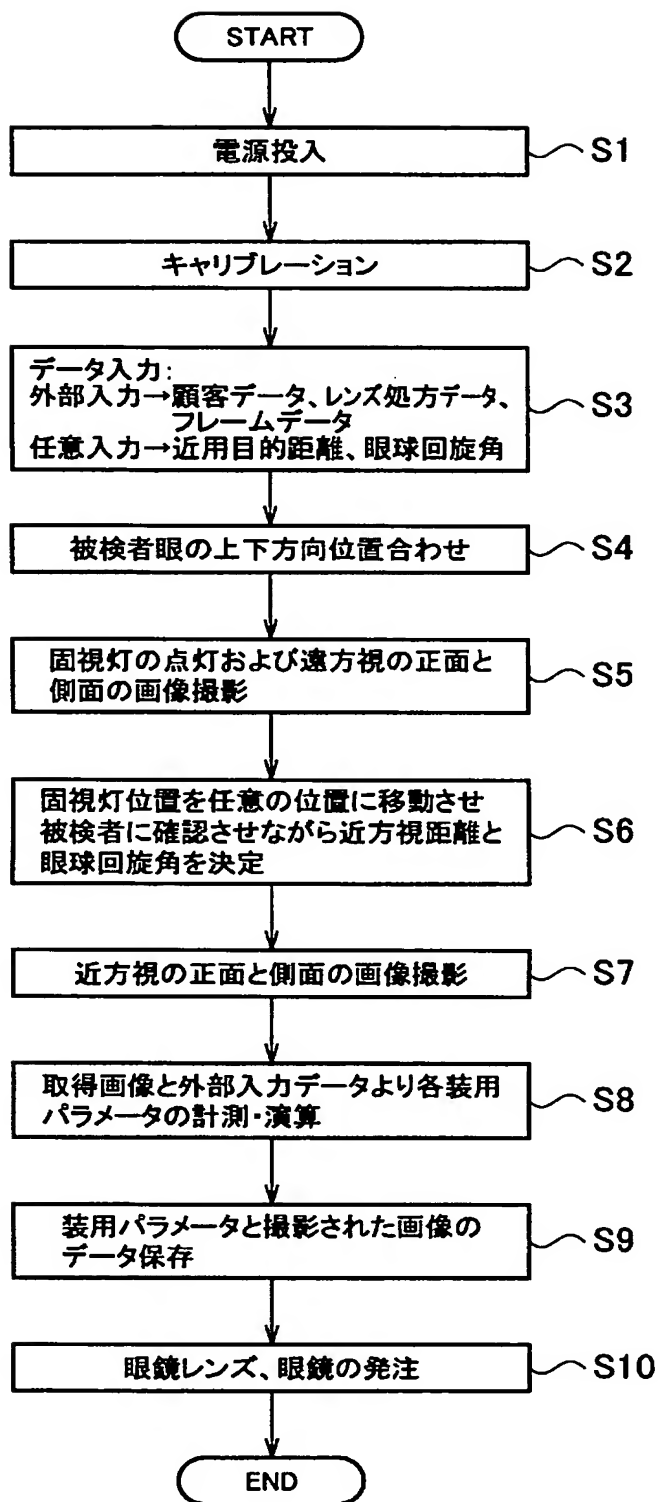 START
電源投入
S1
キャリブレーション
S2
データ入力:
外部入力→顧客データ、レンズ処方データ、
フレームデータ
任意入力→近用目的距離、眼球回旋角
S3
被検者眼の上下方向位置合わせ
S4
固視灯の点灯および遠方視の正面と
側面の画像撮影
S5
固視灯位置を任意の位置に移動させ
被検者に確認させながら近方視距離と
眼球回旋角を決定
S6
近方視の正面と側面の画像撮影
S7
取得画像と外部入力データより各装用
パラメータの計測・演算
S8
装用パラメータと撮影された画像の
データ保存
S9
眼鏡レンズ、眼鏡の発注
S10
END